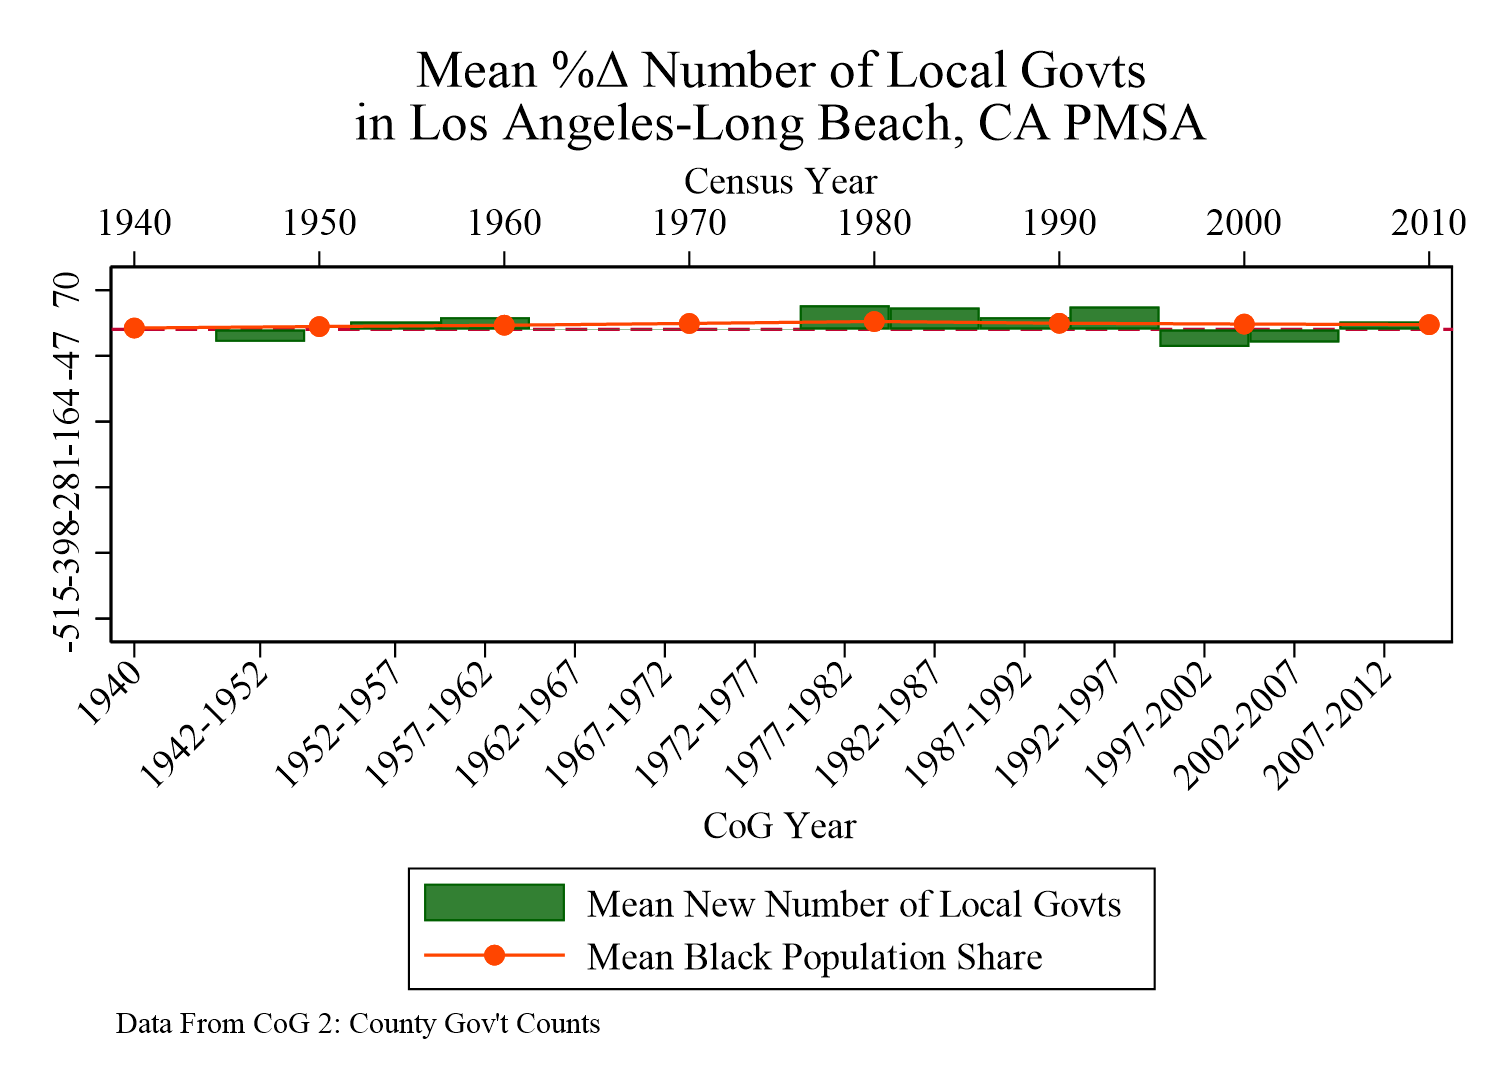 Mean %Δ Number of Local Govts
in Los Angeles-Long Beach, CA PMSA
Census Year
1940 1950 1960 1970 1980 1990 2000 2010
70
-47
-164
-281
-398
-515
1940
1942-1952
1952-1957
1957-1962
1962-1967
1967-1972
1972-1977
1977-1982
1982-1987
1987-1992
1992-1997
1997-2002
2002-2007
2007-2012
CoG Year
Mean New Number of Local Govts
Mean Black Population Share
Data From CoG 2: County Gov't Counts